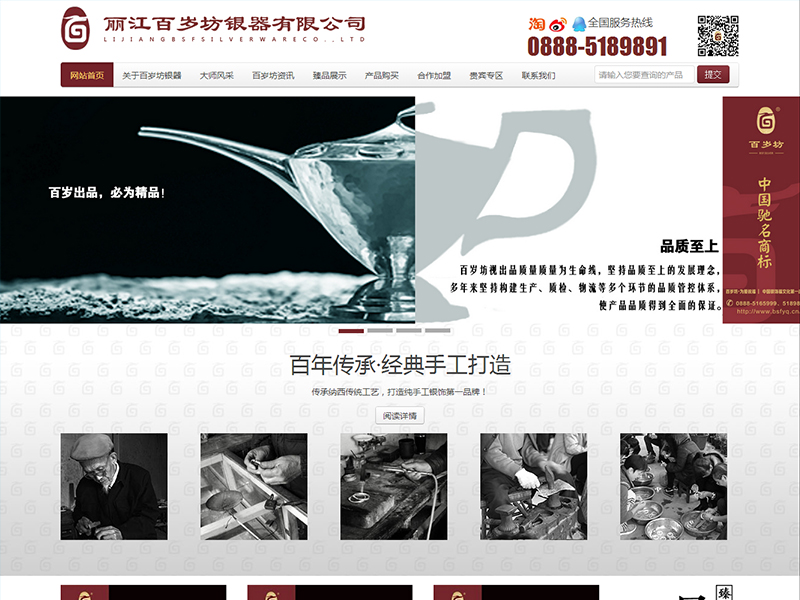 丽江百岁坊银器有限公司
LIJIANGBSFSILVERWARECO.,LTD
淘 全国服务热线
0888-5189891
网站首页 关于百岁坊银器 大师风采 百岁坊资讯 臻品展示 产品购买 合作加盟 贵宾专区 联系我们 请输入您要查询的产品 提交
百岁出品，必为精品！
品质至上
百岁坊视出品质量质量为生命线，坚持品质至上的发展理念，
多年来坚持构建生产、质检、物流等多个环节的品质管控体系，
使产品品质得到全面的保证。
百岁坊
中国驰名商标
0888-5165999、51898
http://www.bsfyq.cn
百年传承·经典手工打造
传承纳西传统工艺，打造纯手工银饰第一品牌！
阅读详情
臻